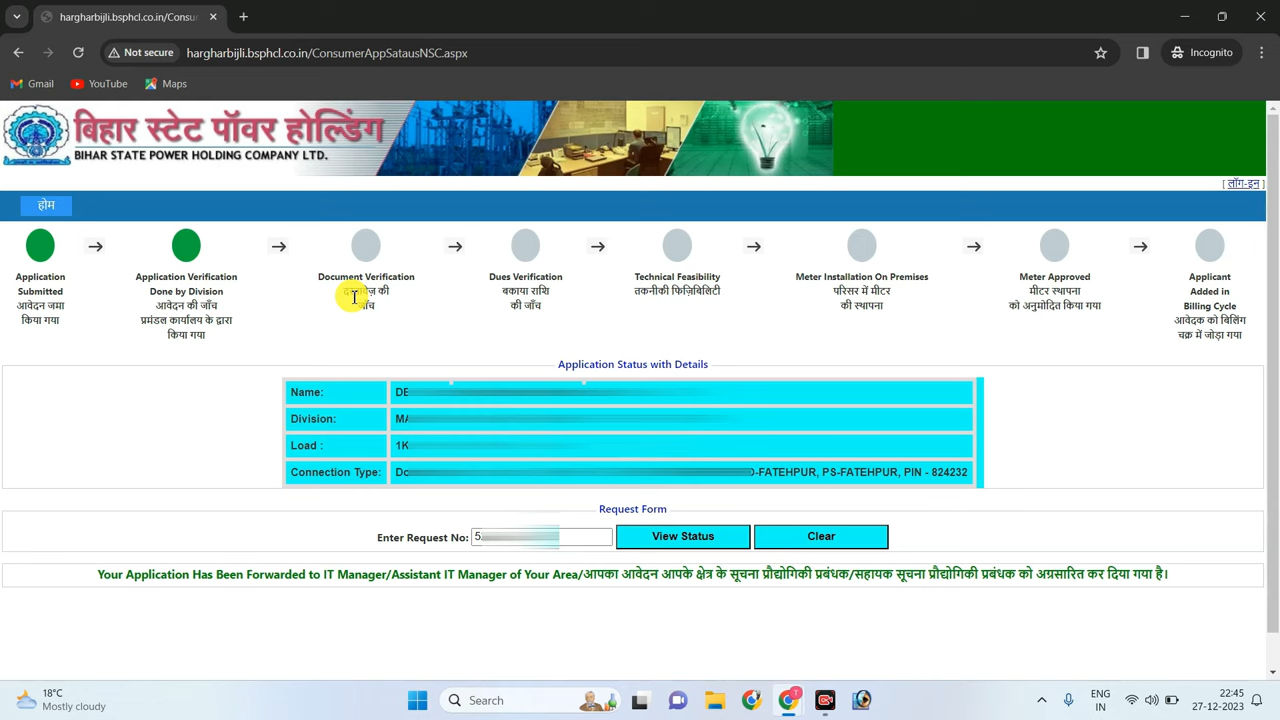 hargharbijli.bsphcl.co.in/Consu
Not secure hargharbijli.bsphcl.co.in/ConsumerAppSatausNSC.aspx Incognito
Gmail YouTube Maps
बिहार स्टेट पॉवर होल्डिंग
BIHAR STATE POWER HOLDING COMPANY LTD.
[ लॉग-इन ]
होम
Application Submitted
आवेदन जमा किया गया
Application Verification Done by Division
आवेदन की जाँच
प्रमंडल कार्यालय के द्वारा
किया गया
Document Verification
की
जाँच
Dues Verification
बकाया राशि
की जाँच
Technical Feasibility
तकनीकी फिज़िबिलिटी
Meter Installation On Premises
परिसर में मीटर
की स्थापना
Meter Approved
मीटर स्थापना
को अनुमोदित किया गया
Applicant
Added in
Billing Cycle
आवेदक को बिलिंग
चक्र में जोड़ा गया
Application Status with Details
Name: DE
Division: MA
Load : 1K
Connection Type: Do -FATEHPUR, PS-FATEHPUR, PIN - 824232
Request Form
Enter Request No: 5 View Status Clear
Your Application Has Been Forwarded to IT Manager/Assistant IT Manager of Your Area/आपका आवेदन आपके क्षेत्र के सूचना प्रौद्योगिकी प्रबंधक/सहायक सूचना प्रौद्योगिकी प्रबंधक को अग्रसारित कर दिया गया है।
18°C
Mostly cloudy
Search
ENG
IN
22:45
27-12-2023